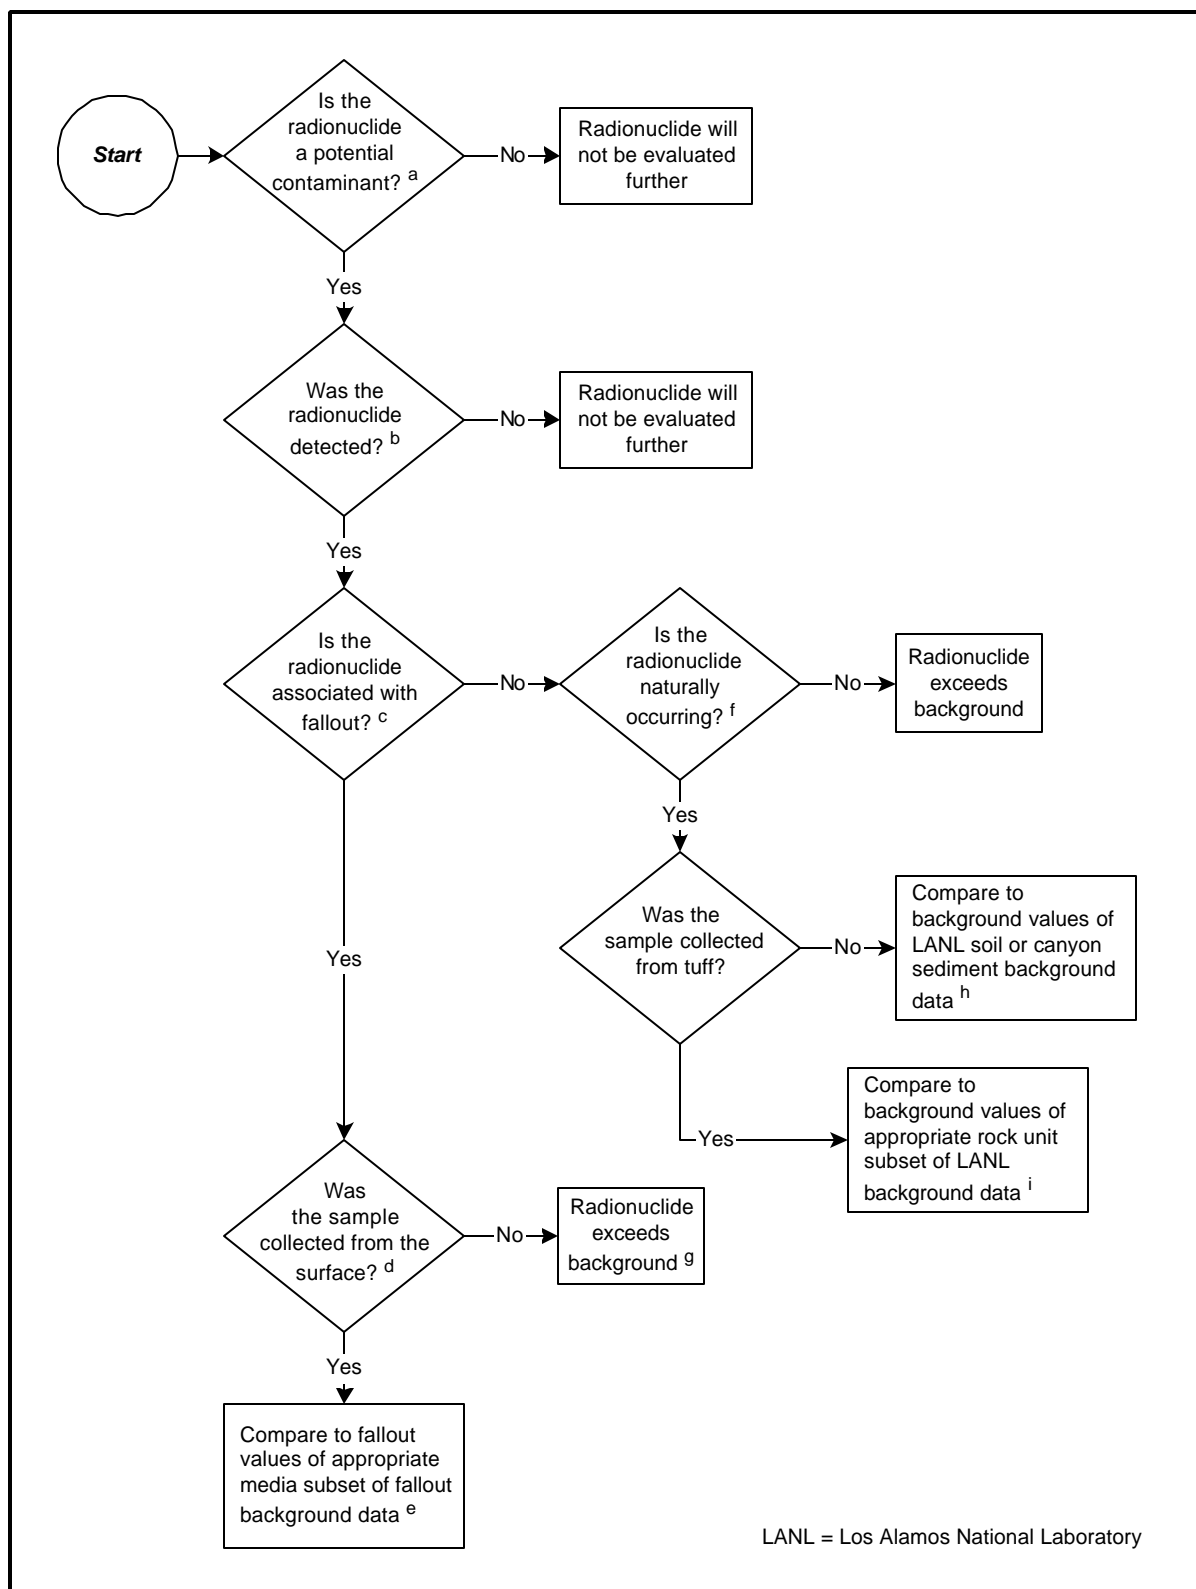 Start
Is the
radionuclide
a potential
contaminant? a
No
Radionuclide will
not be evaluated
further
Yes
Was the
radionuclide
detected? b
No
Radionuclide will
not be evaluated
further
Yes
Is the
radionuclide
associated with
fallout? c
No
Is the
radionuclide
naturally
occurring? f
No
Radionuclide
exceeds
background
Yes
Was the
sample collected
from tuff?
No
Compare to
background values of
LANL soil or canyon
sediment background
data h
Yes
Compare to
background values of
appropriate rock unit
subset of LANL
background data i
Yes
Was
the sample
collected from the
surface? d
No
Radionuclide
exceeds
background g
Yes
Compare to fallout
values of appropriate
media subset of fallout
background data e
LANL = Los Alamos National Laboratory